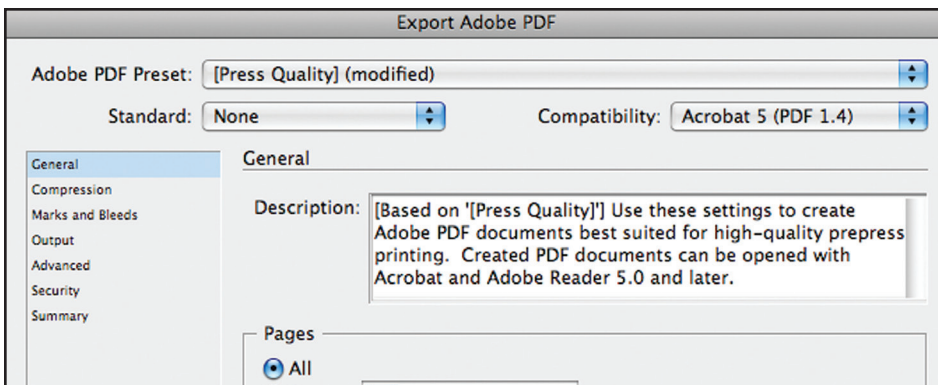 Export Adobe PDF
Adobe PDF Preset: [Press Quality] (modified)
Standard: None Compatibility: Acrobat 5 (PDF 1.4)
General
Compression
Marks and Bleeds
Output
Advanced
Security
Summary
General
Description: [Based on '[Press Quality]'] Use these settings to create
Adobe PDF documents best suited for high-quality prepress
printing.  Created PDF documents can be opened with
Acrobat and Adobe Reader 5.0 and later.
Pages
All